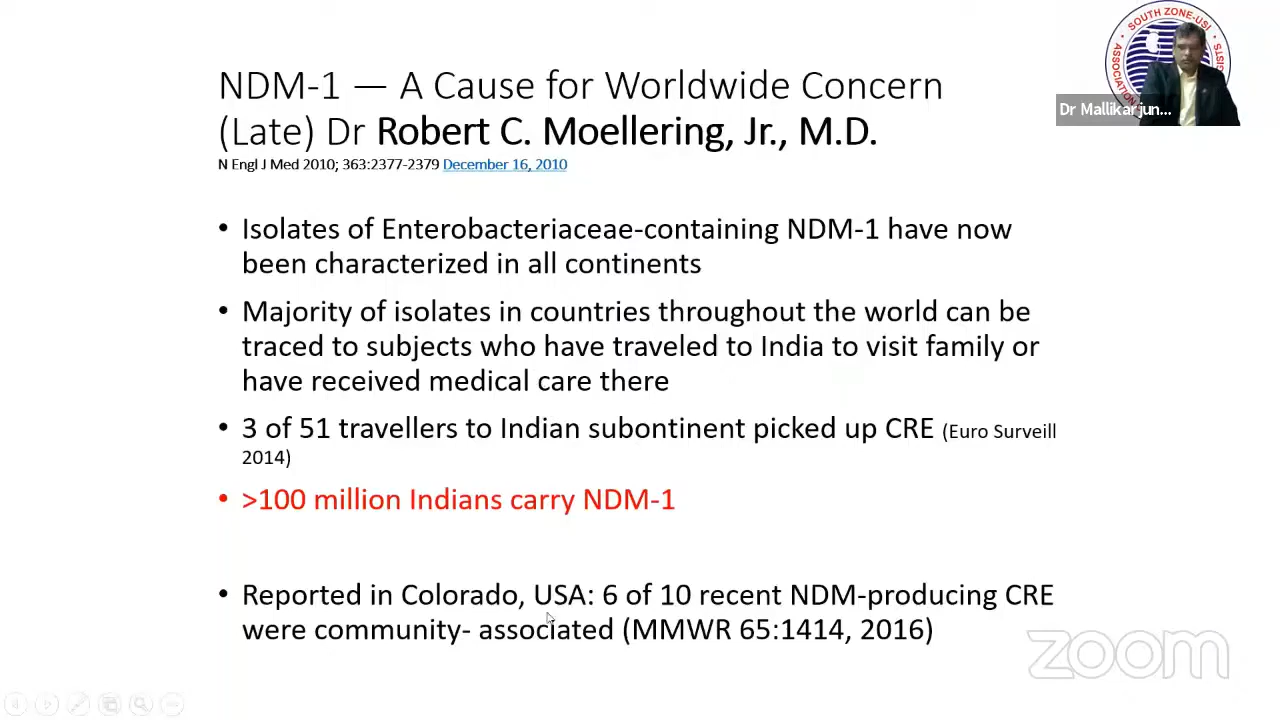 NDM-1 — A Cause for Worldwide Concern
(Late) Dr Robert C. Moellering, Jr., M.D.
N Engl J Med 2010; 363:2377-2379 December 16, 2010
• Isolates of Enterobacteriaceae-containing NDM-1 have now
been characterized in all continents
• Majority of isolates in countries throughout the world can be
traced to subjects who have traveled to India to visit family or
have received medical care there
• 3 of 51 travellers to Indian subontinent picked up CRE (Euro Surveill
2014)
• >100 million Indians carry NDM-1
• Reported in Colorado, USA: 6 of 10 recent NDM-producing CRE
were community- associated (MMWR 65:1414, 2016)
SOUTH ZONE-USI
Dr Mallikarjun...
zoom